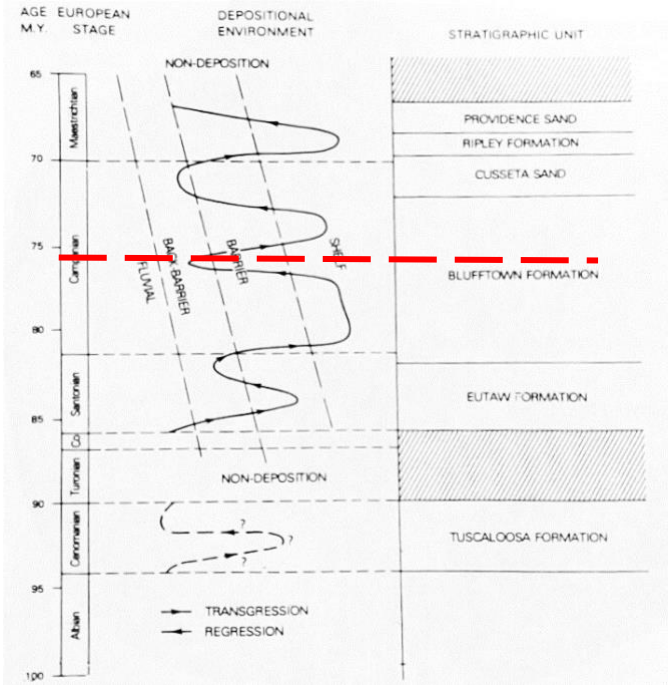 AGE EUROPEAN DEPOSITIONAL
M.Y. STAGE ENVIRONMENT STRATIGRAPHIC UNIT
NON-DEPOSITION
65
Maestrichtian
PROVIDENCE SAND
RIPLEY FORMATION
70
CUSSETA SAND
75
Campanian
FLUVIAL
BACK-BARRIER
BARRIER
SHELF
BLUFFTOWN FORMATION
80
Santonian
EUTAW FORMATION
85
Co
Turonian
NON-DEPOSITION
90
Cenomanian
?
?
?
TUSCALOOSA FORMATION
95
Albian
TRANSGRESSION
REGRESSION
100